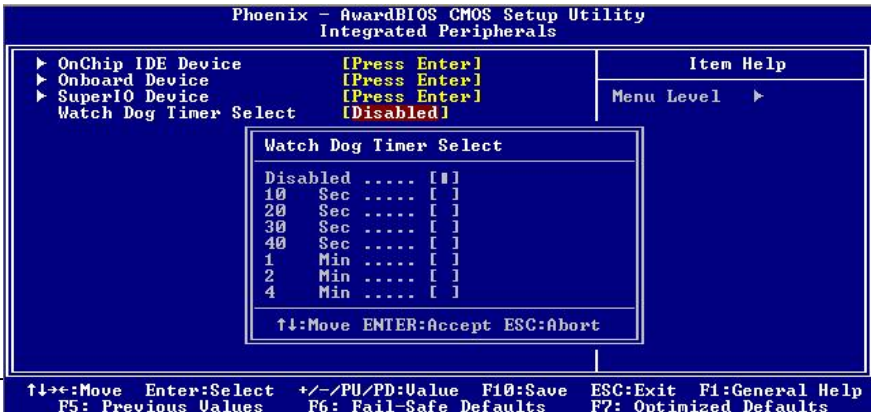 Phoenix - AwardBIOS CMOS Setup Utility
Integrated Peripherals
▶ OnChip IDE Device [Press Enter]
▶ Onboard Device [Press Enter]
▶ SuperIO Device [Press Enter]
Watch Dog Timer Select [Disabled]
Item Help
Menu Level ▶
Watch Dog Timer Select
Disabled ..... [■]
10 Sec ..... [ ]
20 Sec ..... [ ]
30 Sec ..... [ ]
40 Sec ..... [ ]
1 Min ..... [ ]
2 Min ..... [ ]
4 Min ..... [ ]
↑↓:Move ENTER:Accept ESC:Abort
↑↓→←:Move Enter:Select +/-/PU/PD:Value F10:Save ESC:Exit F1:General Help
F5: Previous Values F6: Fail-Safe Defaults F7: Optimized Defaults